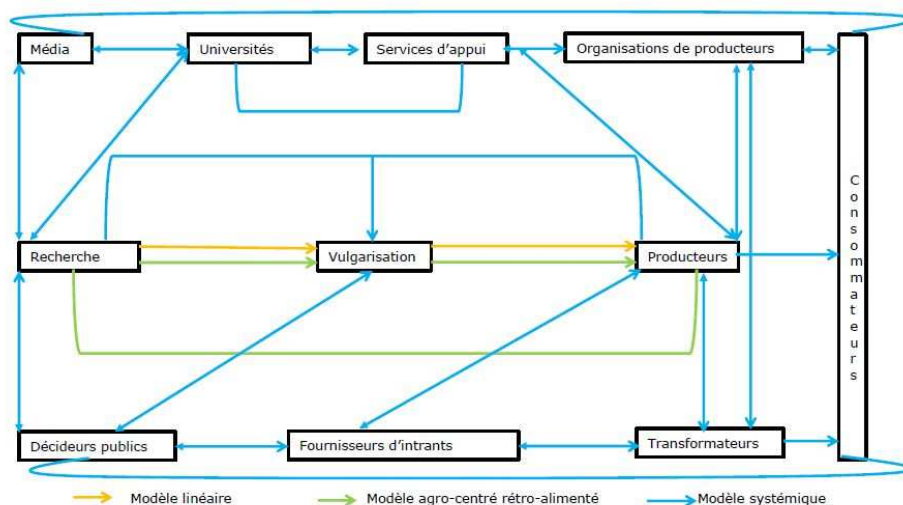 Média
Universités
Services d'appui
Organisations de producteurs
Consommateurs
Recherche
Vulgarisation
Producteurs
Décideurs publics
Fournisseurs d'intrants
Transformateurs
Modèle linéaire
Modèle agro-centré rétro-alimenté
Modèle systémique